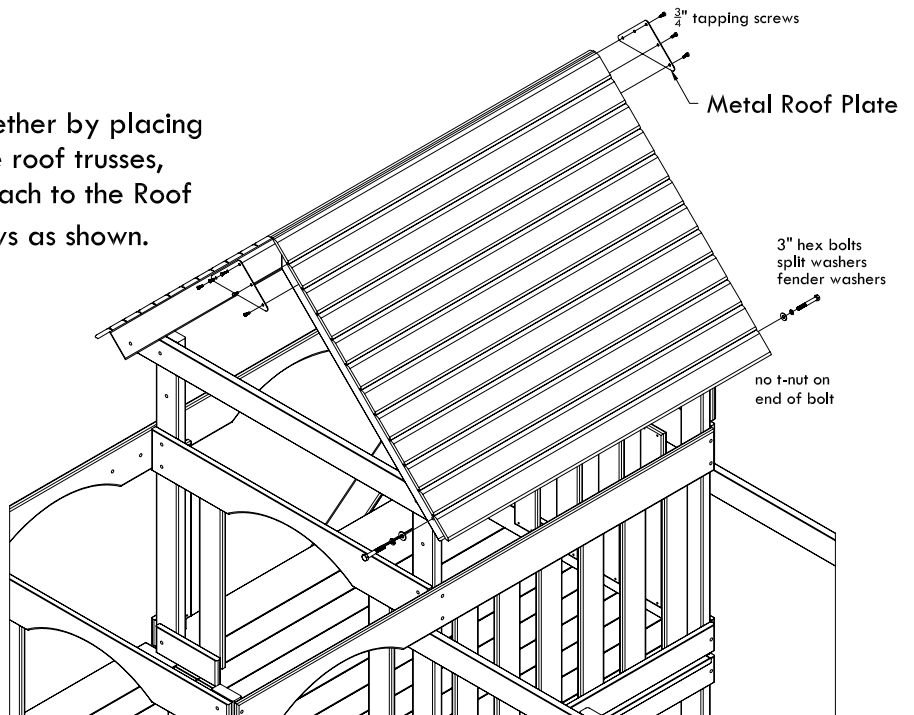 ¾" tapping screws
Metal Roof Plate
ether by placing
e roof trusses,
ach to the Roof
ws as shown.
3" hex bolts
split washers
fender washers
no t-nut on
end of bolt